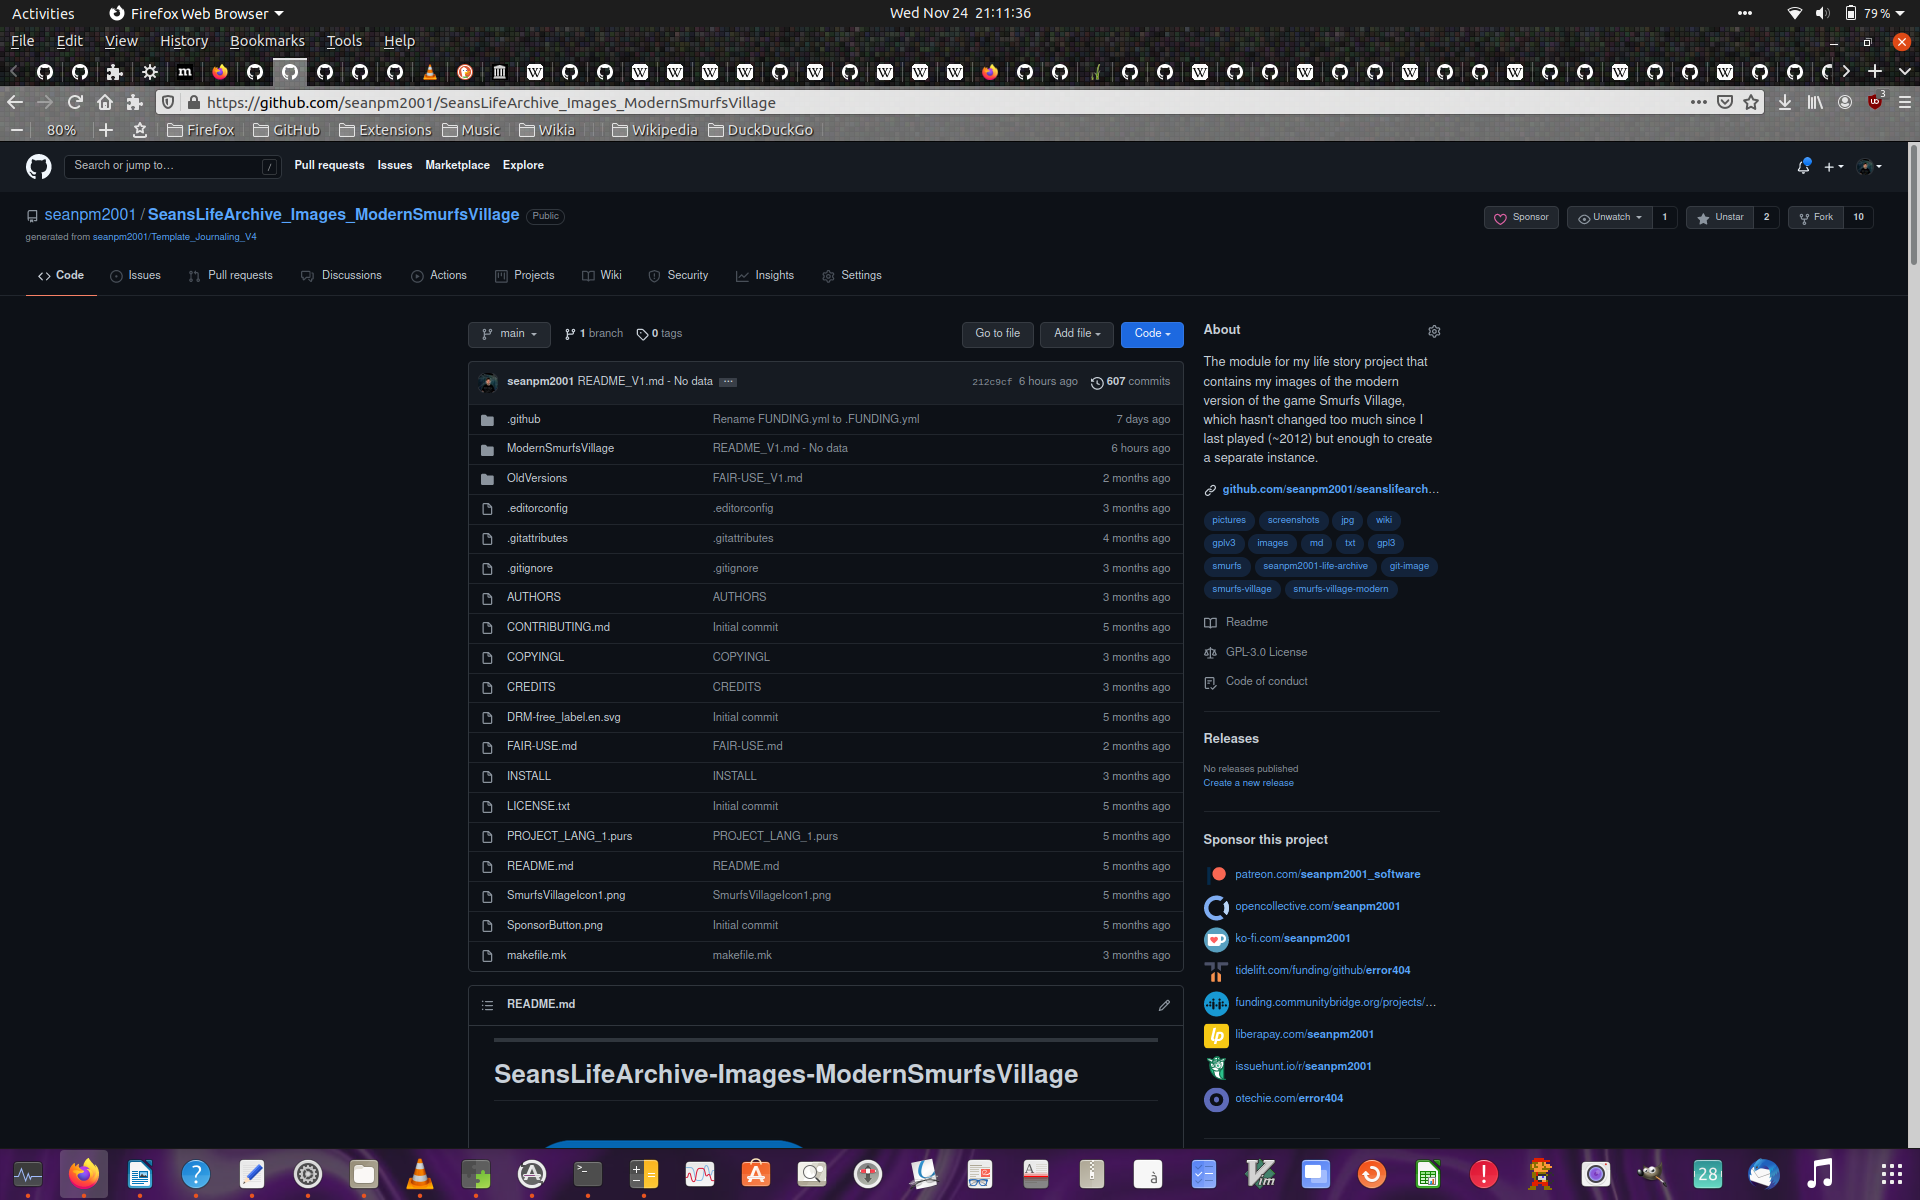 Activities Firefox Web Browser Wed Nov 24 21:11:36 79 %
File Edit View History Bookmarks Tools Help
https://github.com/seanpm2001/SeansLifeArchive_Images_ModernSmurfsVillage 3
80% Firefox GitHub Extensions Music Wikia Wikipedia DuckDuckGo
Search or jump to... / Pull requests Issues Marketplace Explore
seanpm2001 / SeansLifeArchive_Images_ModernSmurfsVillage Public Sponsor Unwatch 1 Unstar 2 Fork 10
generated from seanpm2001/Template_Journaling_V4
Code Issues Pull requests Discussions Actions Projects Wiki Security Insights Settings
main 1 branch 0 tags Go to file Add file Code
seanpm2001 README_V1.md - No data 212c9cf 6 hours ago 607 commits
.github Rename FUNDING.yml to .FUNDING.yml 7 days ago
ModernSmurfsVillage README_V1.md - No data 6 hours ago
OldVersions FAIR-USE_V1.md 2 months ago
.editorconfig .editorconfig 3 months ago
.gitattributes .gitattributes 4 months ago
.gitignore .gitignore 3 months ago
AUTHORS AUTHORS 3 months ago
CONTRIBUTING.md Initial commit 5 months ago
COPYINGL COPYINGL 3 months ago
CREDITS CREDITS 3 months ago
DRM-free_label.en.svg Initial commit 5 months ago
FAIR-USE.md FAIR-USE.md 2 months ago
INSTALL INSTALL 3 months ago
LICENSE.txt Initial commit 5 months ago
PROJECT_LANG_1.purs PROJECT_LANG_1.purs 5 months ago
README.md README.md 5 months ago
SmurfsVillageIcon1.png SmurfsVillageIcon1.png 5 months ago
SponsorButton.png Initial commit 5 months ago
makefile.mk makefile.mk 3 months ago
README.md
SeansLifeArchive-Images-ModernSmurfsVillage
About
The module for my life story project that
contains my images of the modern
version of the game Smurfs Village,
which hasn't changed too much since I
last played (~2012) but enough to create
a separate instance.
github.com/seanpm2001/seanslifearch...
pictures screenshots jpg wiki
gplv3 images md txt gpl3
smurfs seanpm2001-life-archive git-image
smurfs-village smurfs-village-modern
Readme
GPL-3.0 License
Code of conduct
Releases
No releases published
Create a new release
Sponsor this project
patreon.com/seanpm2001_software
opencollective.com/seanpm2001
ko-fi.com/seanpm2001
tidelift.com/funding/github/error404
funding.communitybridge.org/projects/...
liberapay.com/seanpm2001
issuehunt.io/r/seanpm2001
otechie.com/error404
28